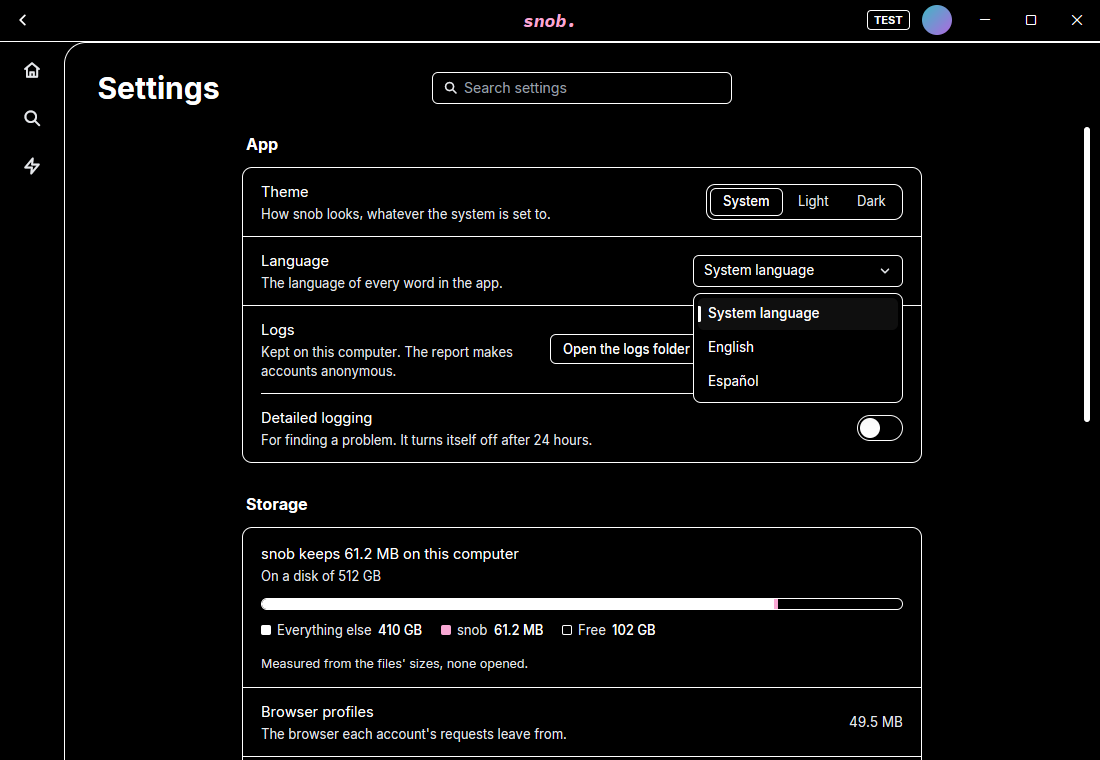 snob.
TEST
Settings
Search settings
App
Theme
How snob looks, whatever the system is set to.
System
Light
Dark
Language
The language of every word in the app.
System language
System language
English
Español
Logs
Kept on this computer. The report makes
accounts anonymous.
Open the logs folder
Detailed logging
For finding a problem. It turns itself off after 24 hours.
Storage
snob keeps 61.2 MB on this computer
On a disk of 512 GB
Everything else 410 GB
snob 61.2 MB
Free 102 GB
Measured from the files' sizes, none opened.
Browser profiles
The browser each account's requests leave from.
49.5 MB